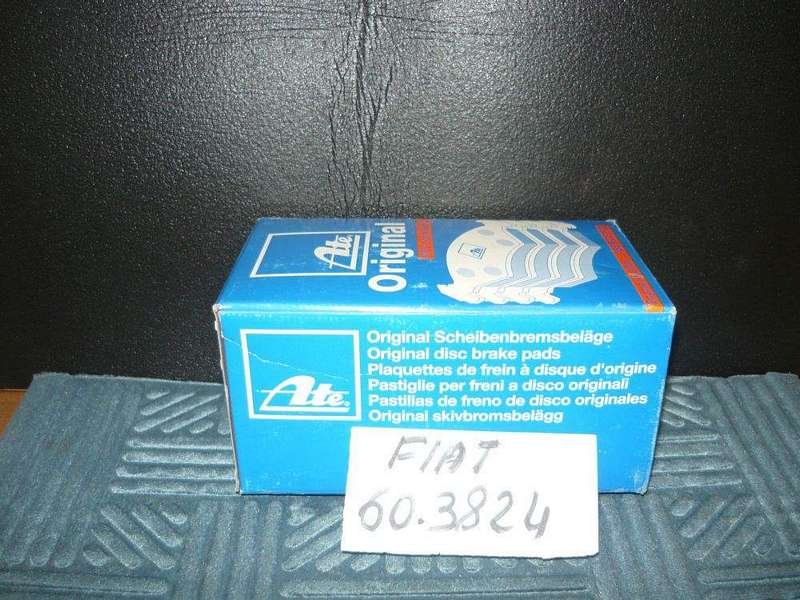 Ate
Original
Ate
Original Scheibenbremsbeläge
Original disc brake pads
Plaquettes de frein à disque d'origine
Pastiglie per freni a disco originali
Pastillas de freno de disco originales
Original skivbromsbelägg
FIAT
60.3824